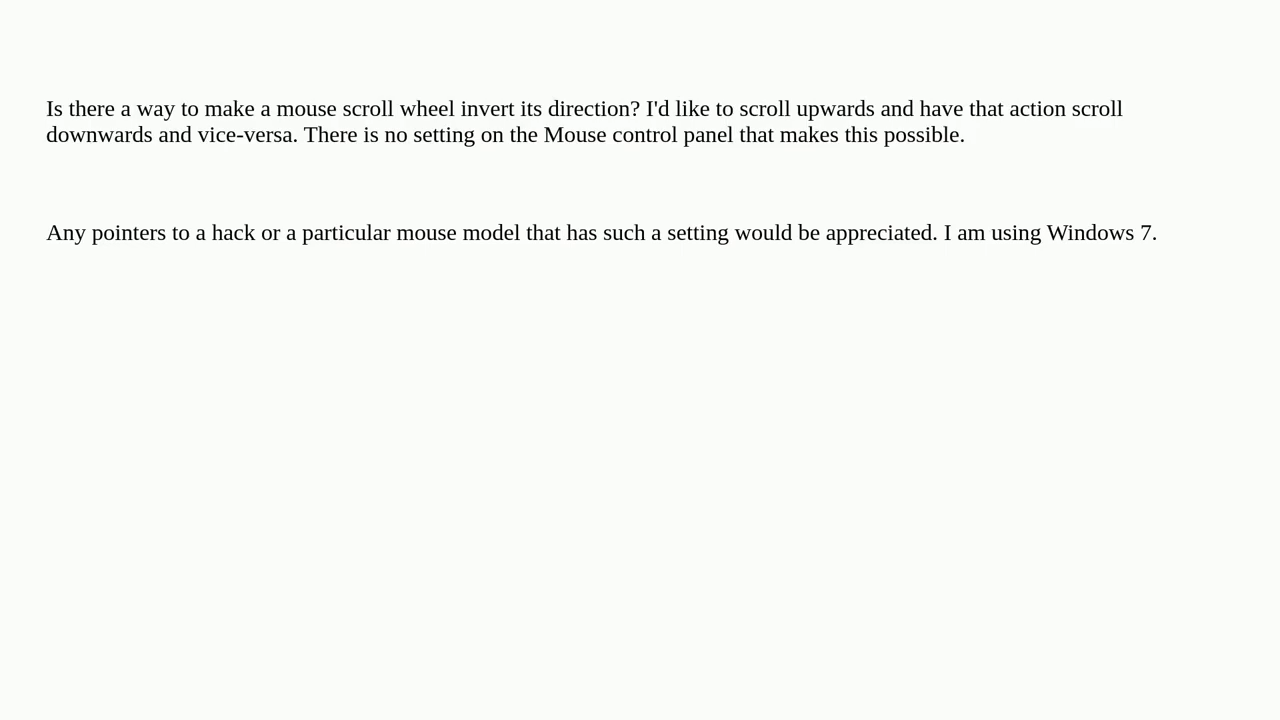 Is there a way to make a mouse scroll wheel invert its direction? I'd like to scroll upwards and have that action scroll
downwards and vice-versa. There is no setting on the Mouse control panel that makes this possible.
Any pointers to a hack or a particular mouse model that has such a setting would be appreciated. I am using Windows 7.